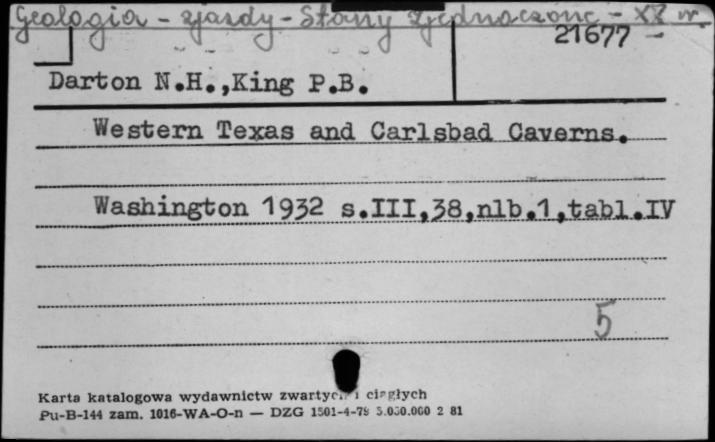 Geologia - zjazdy - Stany Zjednoczone - XX w.
21677 -
Darton N.H.,King P.B.
Western Texas and Carlsbad Caverns.
Washington 1932 s.III,38,nlb.1,tabl.IV
5
Karta katalogowa wydawnictw zwartych i ciągłych
Pu-B-144 zam. 1016-WA-O-n — DZG 1501-4-79 5.000.000 2 81